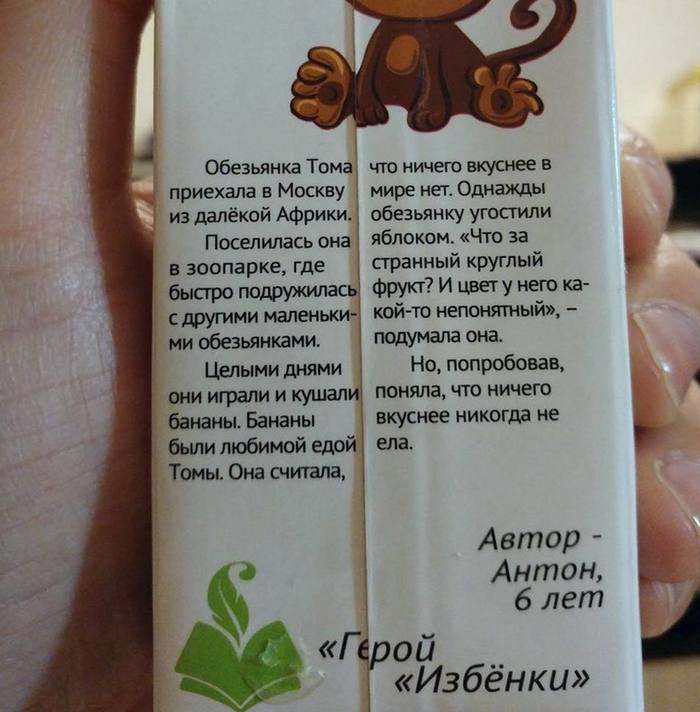 Обезьянка Тома
приехала в Москву
из далёкой Африки.
Поселилась она
в зоопарке, где
быстро подружилась
с другими маленьки-
ми обезьянками.
Целыми днями
они играли и кушали
бананы. Бананы
были любимой едой
Томы. Она считала,
что ничего вкуснее в
мире нет. Однажды
обезьянку угостили
яблоком. «Что за
странный круглый
фрукт? И цвет у него ка-
кой-то непонятный», –
подумала она.
Но, попробовав,
поняла, что ничего
вкуснее никогда не
ела.
Автор -
Антон,
6 лет
«Герой
«Избёнки»